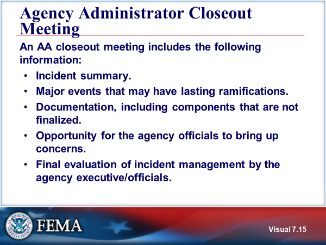 Agency Administrator Closeout
Meeting
An AA closeout meeting includes the following
information:
• Incident summary.
• Major events that may have lasting ramifications.
• Documentation, including components that are not
finalized.
• Opportunity for the agency officials to bring up
concerns.
• Final evaluation of incident management by the
agency executive/officials.
FEMA
Visual 7.15